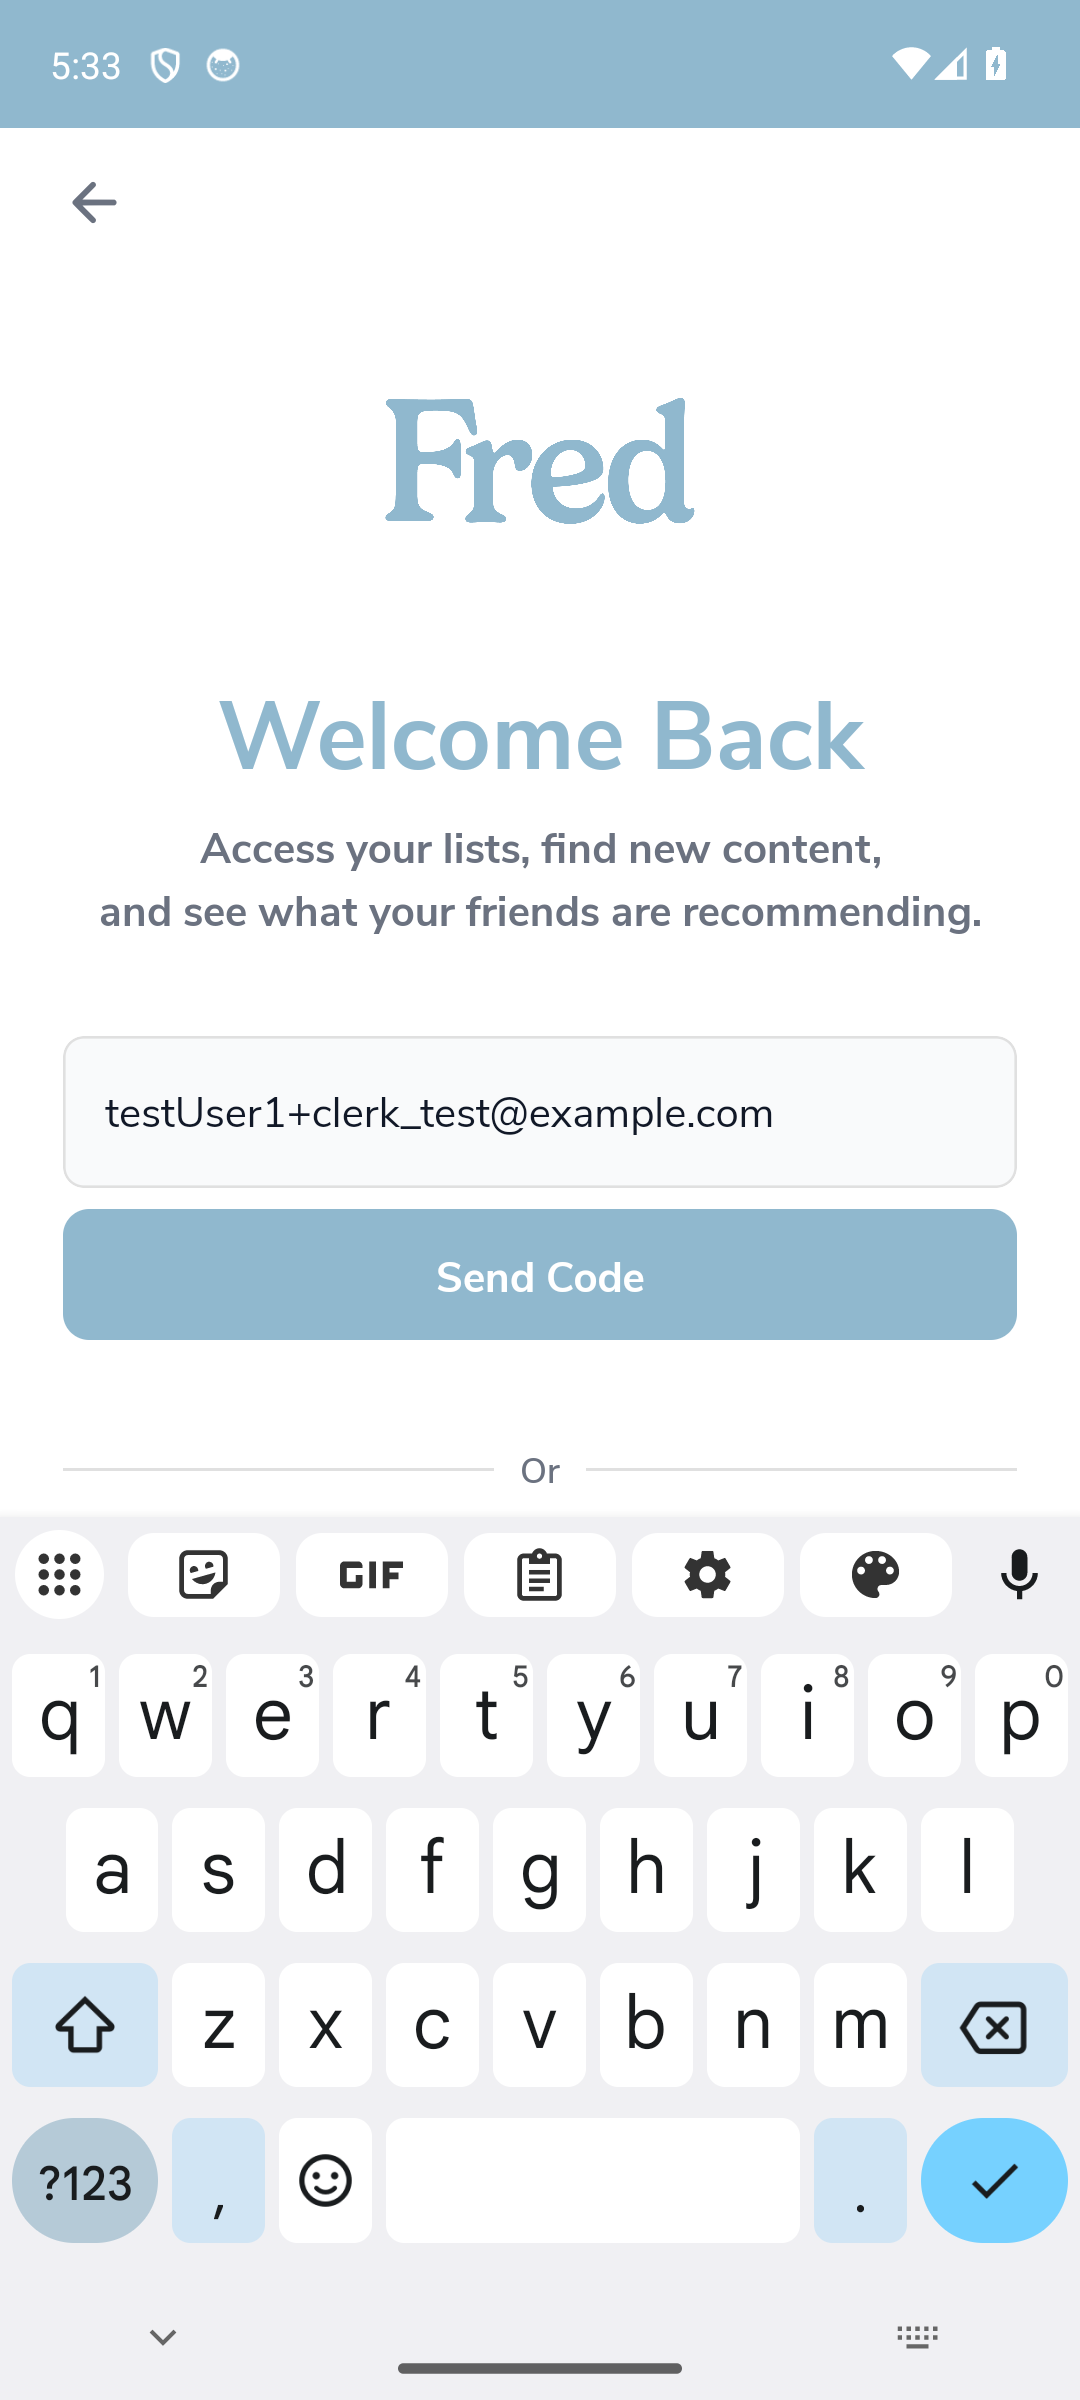 5:33
Fred
Welcome Back
Access your lists, find new content,
and see what your friends are recommending.
testUser1+clerk_test@example.com
Send Code
Or
GIF
q 1 w 2 e 3 r 4 t 5 y 6 u 7 i 8 o 9 p 0
a s d f g h j k l
z x c v b n m
?123 , .